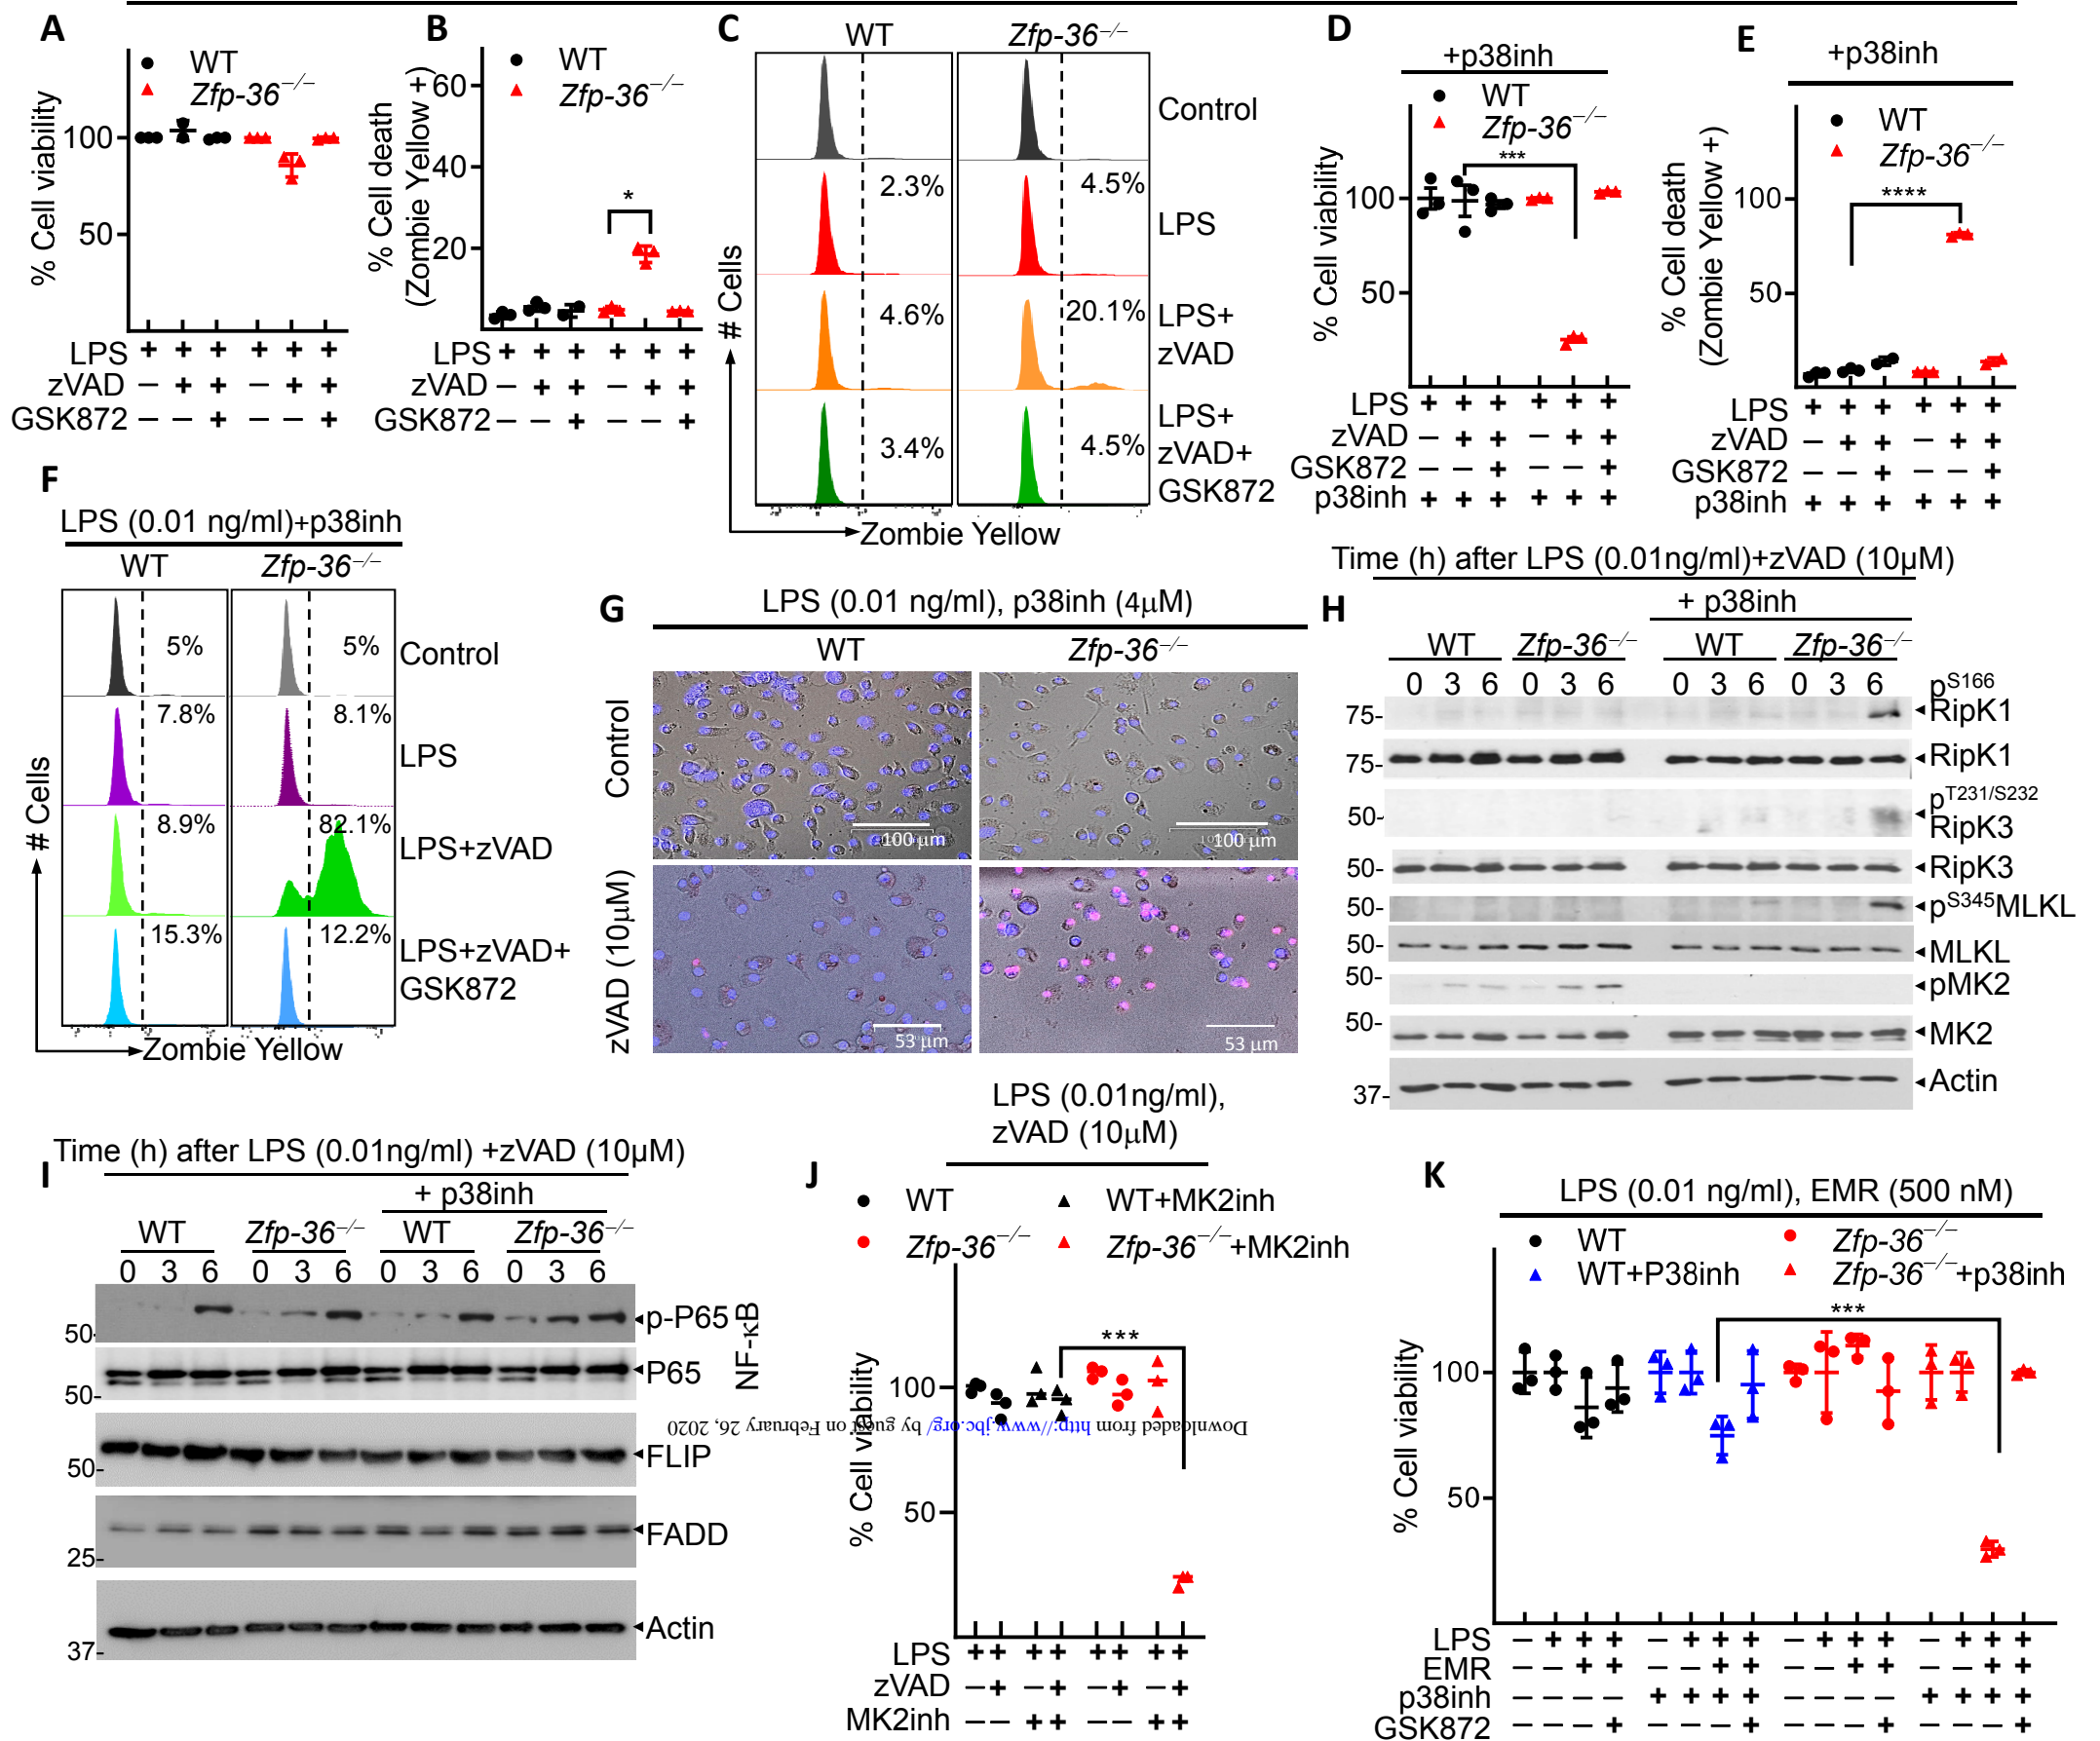 A
WT
Zfp-36−/−
% Cell viability
100
50
LPS + + + + + +
zVAD − + + − + +
GSK872 − − + − − +
B
WT
Zfp-36−/−
% Cell death
(Zombie Yellow +)
60
40
20
*
LPS + + + + + +
zVAD − + + − + +
GSK872 − − + − − +
C
WT Zfp-36−/−
Control
2.3% 4.5%
LPS
4.6% 20.1%
LPS+
zVAD
3.4% 4.5%
LPS+
zVAD+
GSK872
# Cells
Zombie Yellow
D
+p38inh
WT
Zfp-36−/−
***
% Cell viability
100
50
LPS + + + + + +
zVAD − + + − + +
GSK872 − − + − − +
p38inh + + + + + +
E
+p38inh
WT
Zfp-36−/−
****
% Cell death
(Zombie Yellow +)
100
50
LPS + + + + + +
zVAD − + + − + +
GSK872 − − + − − +
p38inh + + + + + +
F
LPS (0.01 ng/ml)+p38inh
WT Zfp-36−/−
5% 5% Control
7.8% 8.1%
LPS
8.9% 82.1%
LPS+zVAD
15.3% 12.2%
LPS+zVAD+
GSK872
# Cells
Zombie Yellow
G
LPS (0.01 ng/ml), p38inh (4μM)
WT Zfp-36−/−
Control
100 μm 100 μm
zVAD (10μM)
53 μm 53 μm
H
Time (h) after LPS (0.01ng/ml)+zVAD (10μM)
+ p38inh
WT Zfp-36−/− WT Zfp-36−/−
0 3 6 0 3 6 0 3 6 0 3 6
75- pS166 RipK1
75- RipK1
50- pT231/S232 RipK3
50- RipK3
50- pS345MLKL
50- MLKL
50- pMK2
50- MK2
37- Actin
I
Time (h) after LPS (0.01ng/ml) +zVAD (10μM)
+ p38inh
WT Zfp-36−/− WT Zfp-36−/−
0 3 6 0 3 6 0 3 6 0 3 6
50- p-P65
50- P65
NF-κB
50- FLIP
25- FADD
37- Actin
J
LPS (0.01ng/ml),
zVAD (10μM)
WT WT+MK2inh
Zfp-36−/− Zfp-36−/−+MK2inh
***
% Cell viability
100
50
LPS + + + + + + + +
zVAD − + − + − + − +
MK2inh − − + + − − + +
Downloaded from http://www.jbc.org/ by guest on February 26, 2020
K
LPS (0.01 ng/ml), EMR (500 nM)
WT Zfp-36−/−
WT+P38inh Zfp-36−/−+p38inh
***
% Cell viability
100
50
LPS − + + + − + + + − + + + − + + +
EMR − − + + − − + + − − + + − − + +
p38inh − − − − + + + + − − − − + + + +
GSK872 − − − + − − − + − − − + − − − +